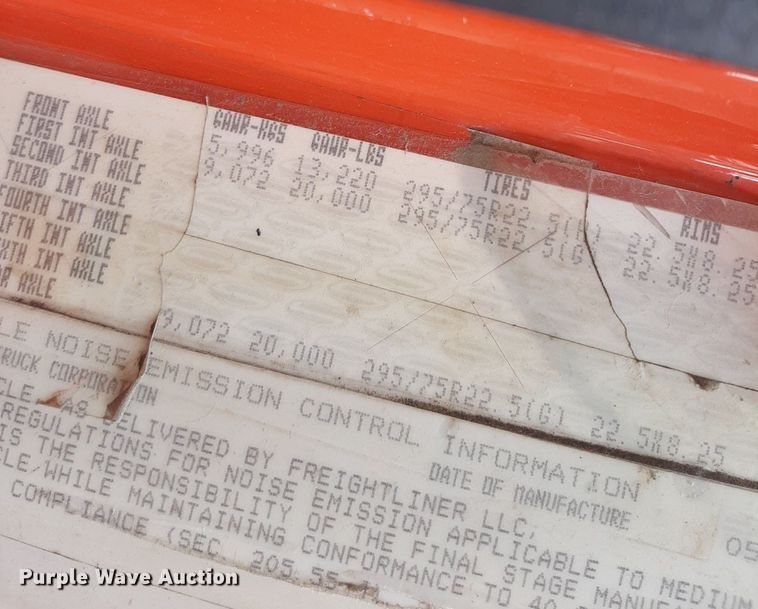 FRONT AXLE GAWR-KGS GAWR-LBS TIRES RIMS
FIRST INT AXLE 5,996 13,220 295/75R22.5(G) 22.5X8.25
SECOND INT AXLE 9,072 20,000 295/75R22.5(G 22.5X8.25
THIRD INT AXLE
FOURTH INT AXLE
IFTH INT AXLE
XTH INT AXLE
AR AXLE 9,072 20,000 295/75R22.5(G) 22.5X8.25
LE NOISE EMISSION CONTROL INFORMATION
TRUCK CORPORATION DATE OF MANUFACTURE 05
CLE AS DELIVERED BY FREIGHTLINER LLC,
REGULATIONS FOR NOISE EMISSION APPLICABLE TO MEDIUM
IS THE RESPONSIBILITY OF THE FINAL STAGE MANUF
CLE WHILE MAINTAINING CONFORMANCE TO 40
COMPLIANCE (SEC. 205.55
Purple Wave Auction